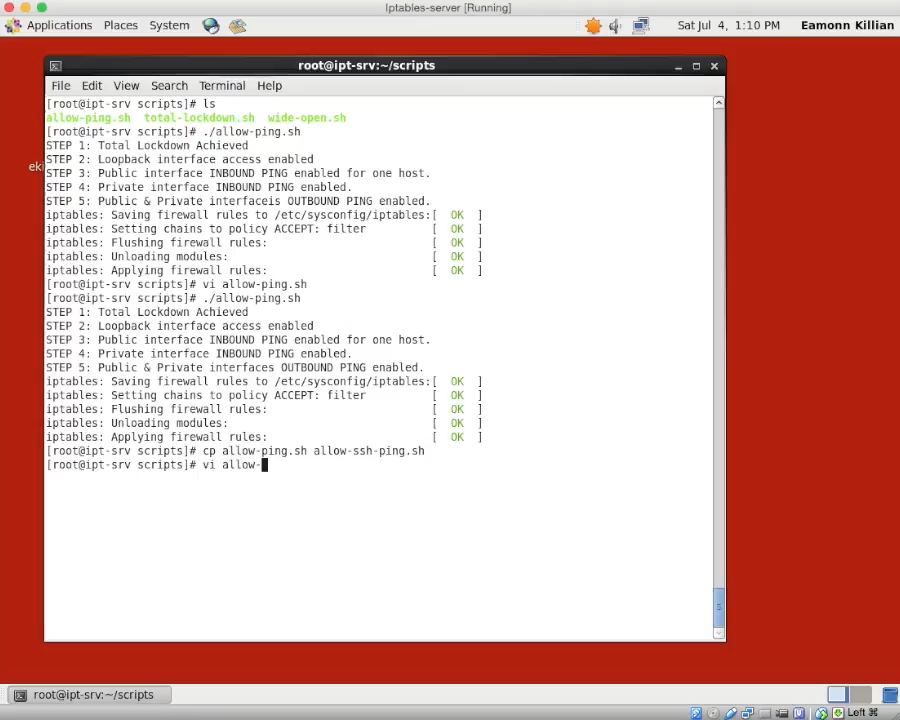 Iptables-server [Running]
Applications Places System Sat Jul 4, 1:10 PM Eamonn Killian
root@ipt-srv:~/scripts
File Edit View Search Terminal Help
[root@ipt-srv scripts]# ls
allow-ping.sh total-lockdown.sh wide-open.sh
[root@ipt-srv scripts]# ./allow-ping.sh
STEP 1: Total Lockdown Achieved
STEP 2: Loopback interface access enabled
eki
STEP 3: Public interface INBOUND PING enabled for one host.
STEP 4: Private interface INBOUND PING enabled.
STEP 5: Public & Private interfaceis OUTBOUND PING enabled.
iptables: Saving firewall rules to /etc/sysconfig/iptables:[ OK ]
iptables: Setting chains to policy ACCEPT: filter [ OK ]
iptables: Flushing firewall rules: [ OK ]
iptables: Unloading modules: [ OK ]
iptables: Applying firewall rules: [ OK ]
[root@ipt-srv scripts]# vi allow-ping.sh
[root@ipt-srv scripts]# ./allow-ping.sh
STEP 1: Total Lockdown Achieved
STEP 2: Loopback interface access enabled
STEP 3: Public interface INBOUND PING enabled for one host.
STEP 4: Private interface INBOUND PING enabled.
STEP 5: Public & Private interfaces OUTBOUND PING enabled.
iptables: Saving firewall rules to /etc/sysconfig/iptables:[ OK ]
iptables: Setting chains to policy ACCEPT: filter [ OK ]
iptables: Flushing firewall rules: [ OK ]
iptables: Unloading modules: [ OK ]
iptables: Applying firewall rules: [ OK ]
[root@ipt-srv scripts]# cp allow-ping.sh allow-ssh-ping.sh
[root@ipt-srv scripts]# vi allow-
root@ipt-srv:~/scripts
Left ⌘